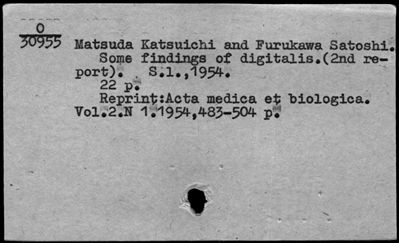 0
30955
Matsuda Katsuichi and Furukawa Satoshi.
Some findings of digitalis.(2nd re-
port). S.l.,1954.
22 p.
Reprint:Acta medica et biologica.
Vol.2.N 1.1954,483-504 p.